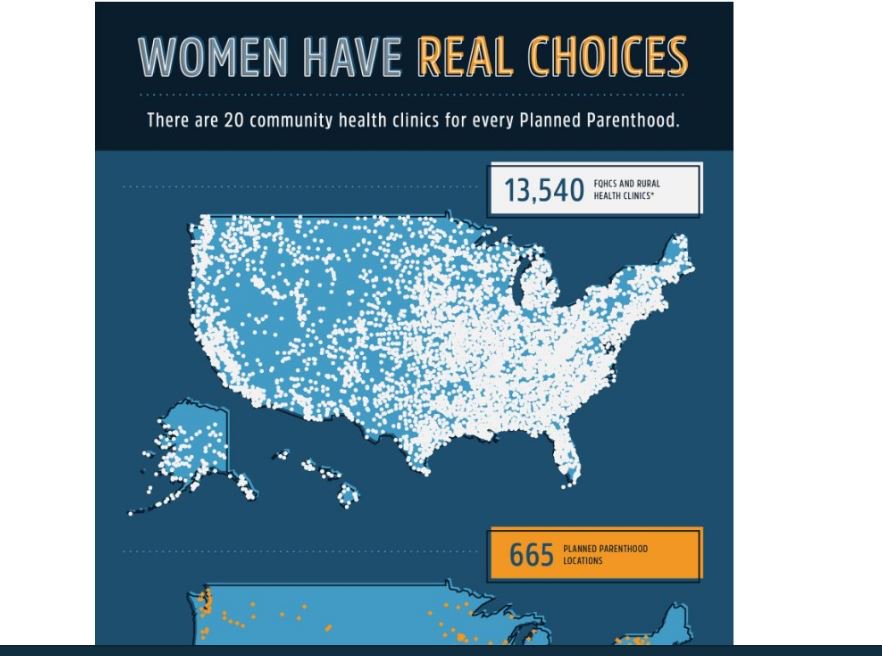 WOMEN HAVE REAL CHOICES
There are 20 community health clinics for every Planned Parenthood.
13,540 FQHCS AND RURAL
HEALTH CLINICS*
665 PLANNED PARENTHOOD
LOCATIONS